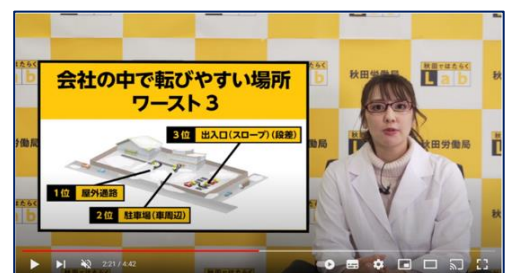 会社の中で転びやすい場所
ワースト3
3位 出入口(スロープ)(段差)
1位 屋外通路
2位 駐車場(車周辺)
秋田ではたらく
Lab
秋田労働局
2:21 / 4:42